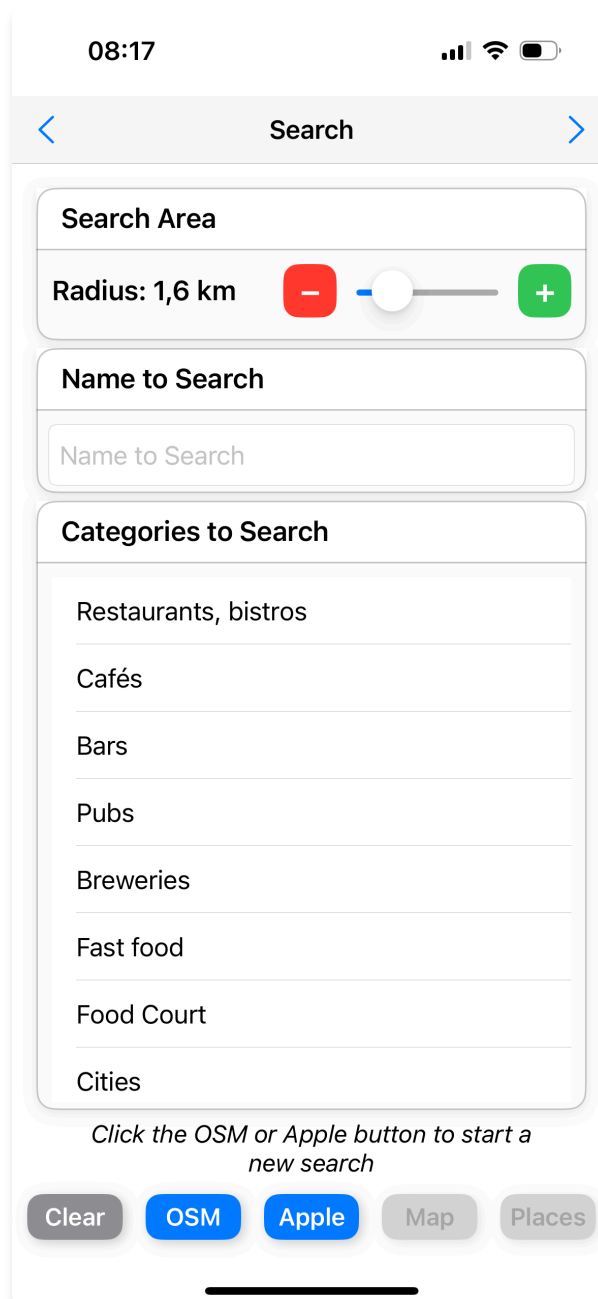 08:17
Search
Search Area
Radius: 1,6 km
Name to Search
Name to Search
Categories to Search
Restaurants, bistros
Cafés
Bars
Pubs
Breweries
Fast food
Food Court
Cities
Click the OSM or Apple button to start a
new search
Clear OSM Apple Map Places